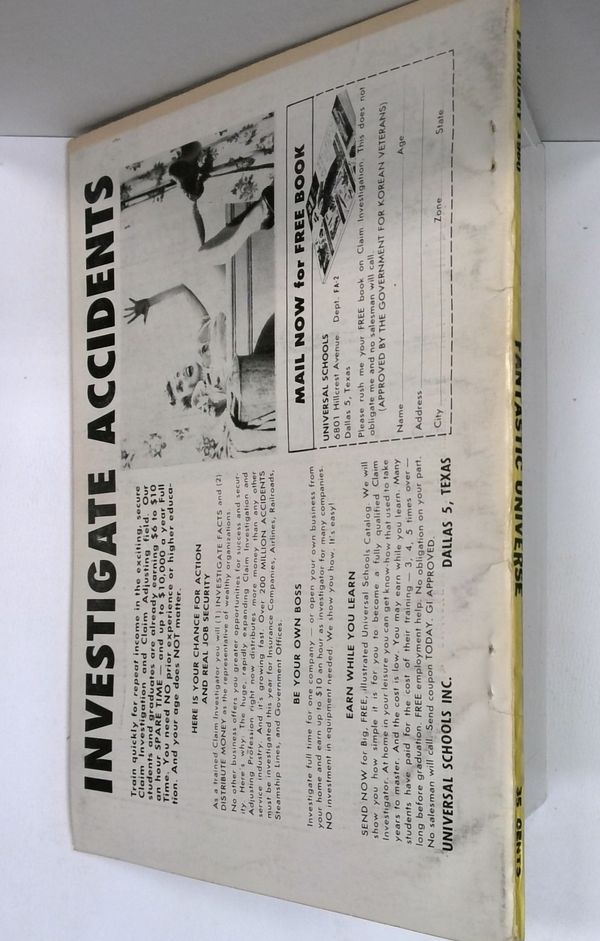 INVESTIGATE ACCIDENTS
Train quickly for repeat income in the exciting, secure
Claim Investigation and Claim Adjusting field. Our
students and graduates are already earning $6 to $10
an hour SPARE TIME — and up to $10,000 a year Full
Time. You need NO prior experience or higher educa-
tion. And your age does NOT matter.
HERE IS YOUR CHANCE FOR ACTION
AND REAL JOB SECURITY
As a trained Claim Investigator you will (1) INVESTIGATE FACTS and (2)
DISTRIBUTE MONEY as the representative of wealthy organizations.
No other business offers you greater opportunities for success and secur-
ity. Here's why. The huge, rapidly expanding Claim Investigation and
Adjusting Profession right now distributes more money than any other
service industry. And it's growing fast. Over 200 MILLION ACCIDENTS
must be investigated this year for Insurance Companies, Airlines, Railroads,
Steamship Lines, and Government Offices.
BE YOUR OWN BOSS
Investigate full time for one company — or open your own business from
your home and earn up to $10 an hour as investigator for many companies.
NO investment in equipment needed. We show you how. It's easy!
EARN WHILE YOU LEARN
SEND NOW for Big, FREE, illustrated Universal Schools Catalog. We will
show you how simple it is for you to become a fully qualified Claim
Investigator. At home in your leisure you can get know-how that used to take
years to master. And the cost is low. You may earn while you learn. Many
students have paid for the cost of their training — 3, 4, 5 times over —
long before graduation. FREE employment help. No obligation on your part.
No salesman will call. Send coupon TODAY. GI APPROVED.
UNIVERSAL SCHOOLS INC. DALLAS 5, TEXAS
MAIL NOW for FREE BOOK
UNIVERSAL SCHOOLS
6801 Hillcrest Avenue Dept. FA-2
Dallas 5, Texas
Please rush me your FREE book on Claim Investigation. This does not
obligate me and no salesman will call.
(APPROVED BY THE GOVERNMENT FOR KOREAN VETERANS)
Name Age
Address
City Zone State
35 CENTS